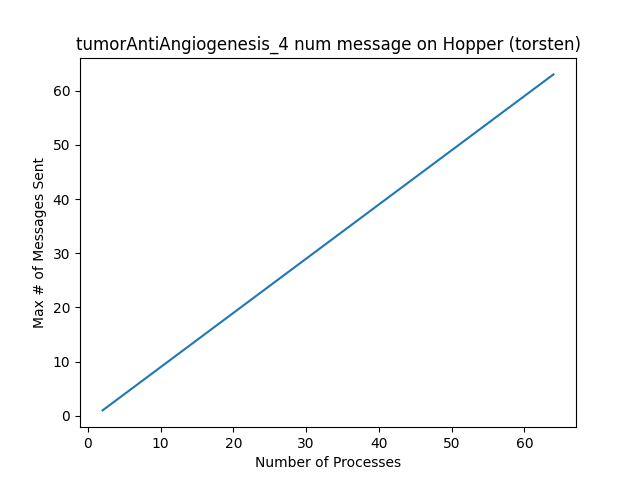 tumorAntiAngiogenesis_4 num message on Hopper (torsten)
Max # of Messages Sent
60
50
40
30
20
10
0
0 10 20 30 40 50 60
Number of Processes